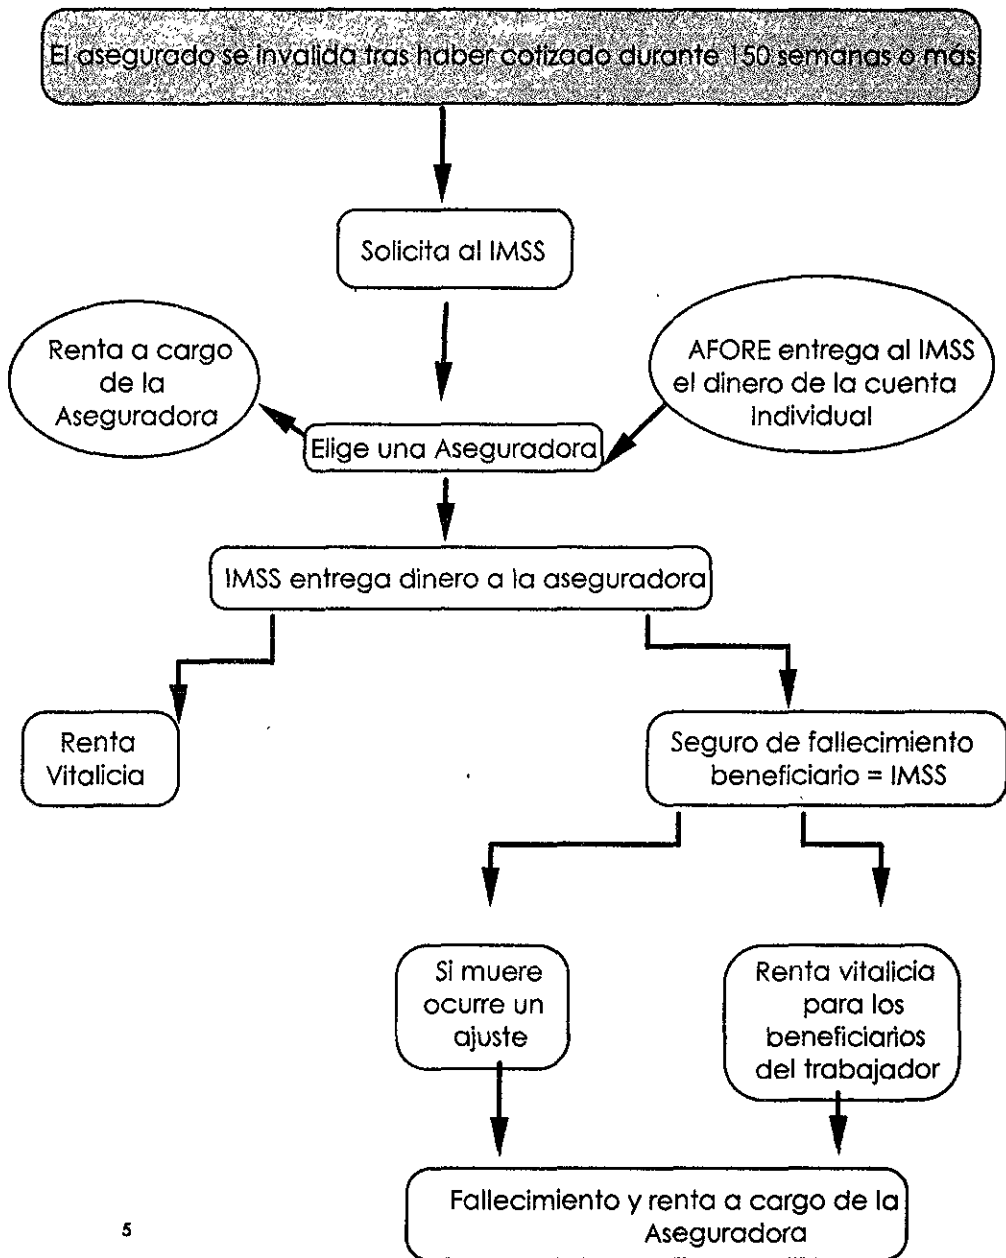 El asegurado se invalida tras haber cotizado durante 150 semanas o más
Solicita al IMSS
Renta a cargo
de la
Aseguradora
AFORE entrega al IMSS
el dinero de la cuenta
Individual
Elige una Aseguradora
IMSS entrega dinero a la aseguradora
Renta
Vitalicia
Seguro de fallecimiento
beneficiario = IMSS
Si muere
ocurre un
ajuste
Renta vitalicia
para los
beneficiarios
del trabajador
Fallecimiento y renta a cargo de la
Aseguradora
5